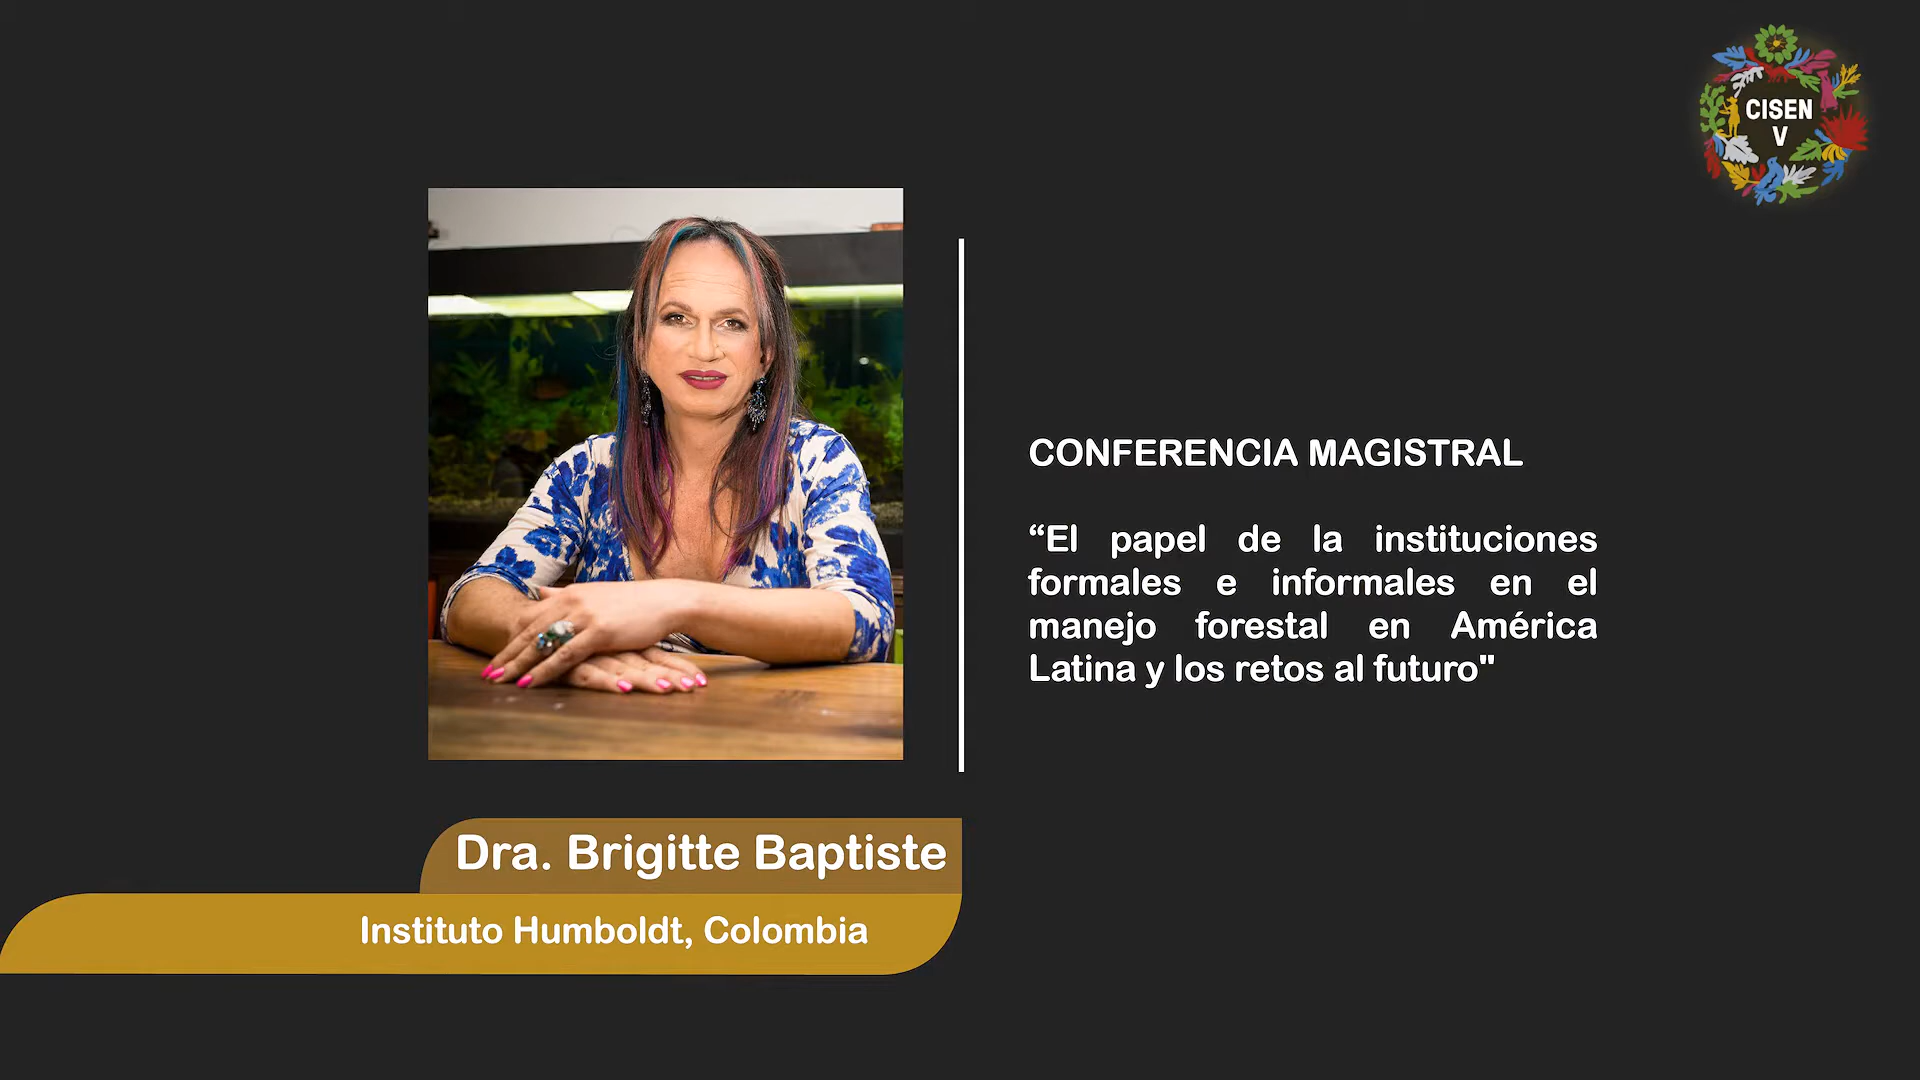 CISEN
V
CONFERENCIA MAGISTRAL
“El papel de la instituciones
formales e informales en el
manejo forestal en América
Latina y los retos al futuro"
Dra. Brigitte Baptiste
Instituto Humboldt, Colombia